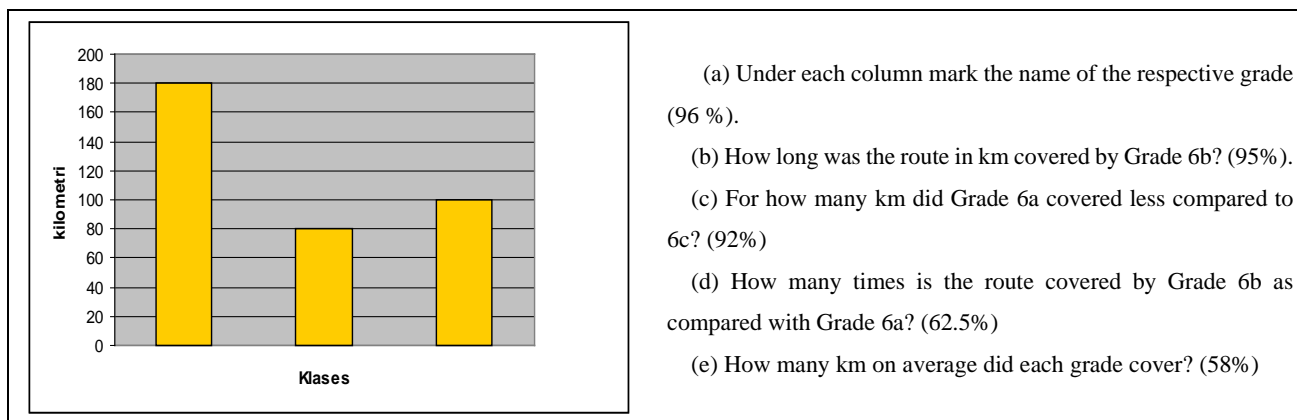 200
180
160
140
120
100
80
60
40
20
0
kilometri
Klases
(a) Under each column mark the name of the respective grade
(96 %).
(b) How long was the route in km covered by Grade 6b? (95%).
(c) For how many km did Grade 6a covered less compared to
6c? (92%)
(d) How many times is the route covered by Grade 6b as
compared with Grade 6a? (62.5%)
(e) How many km on average did each grade cover? (58%)